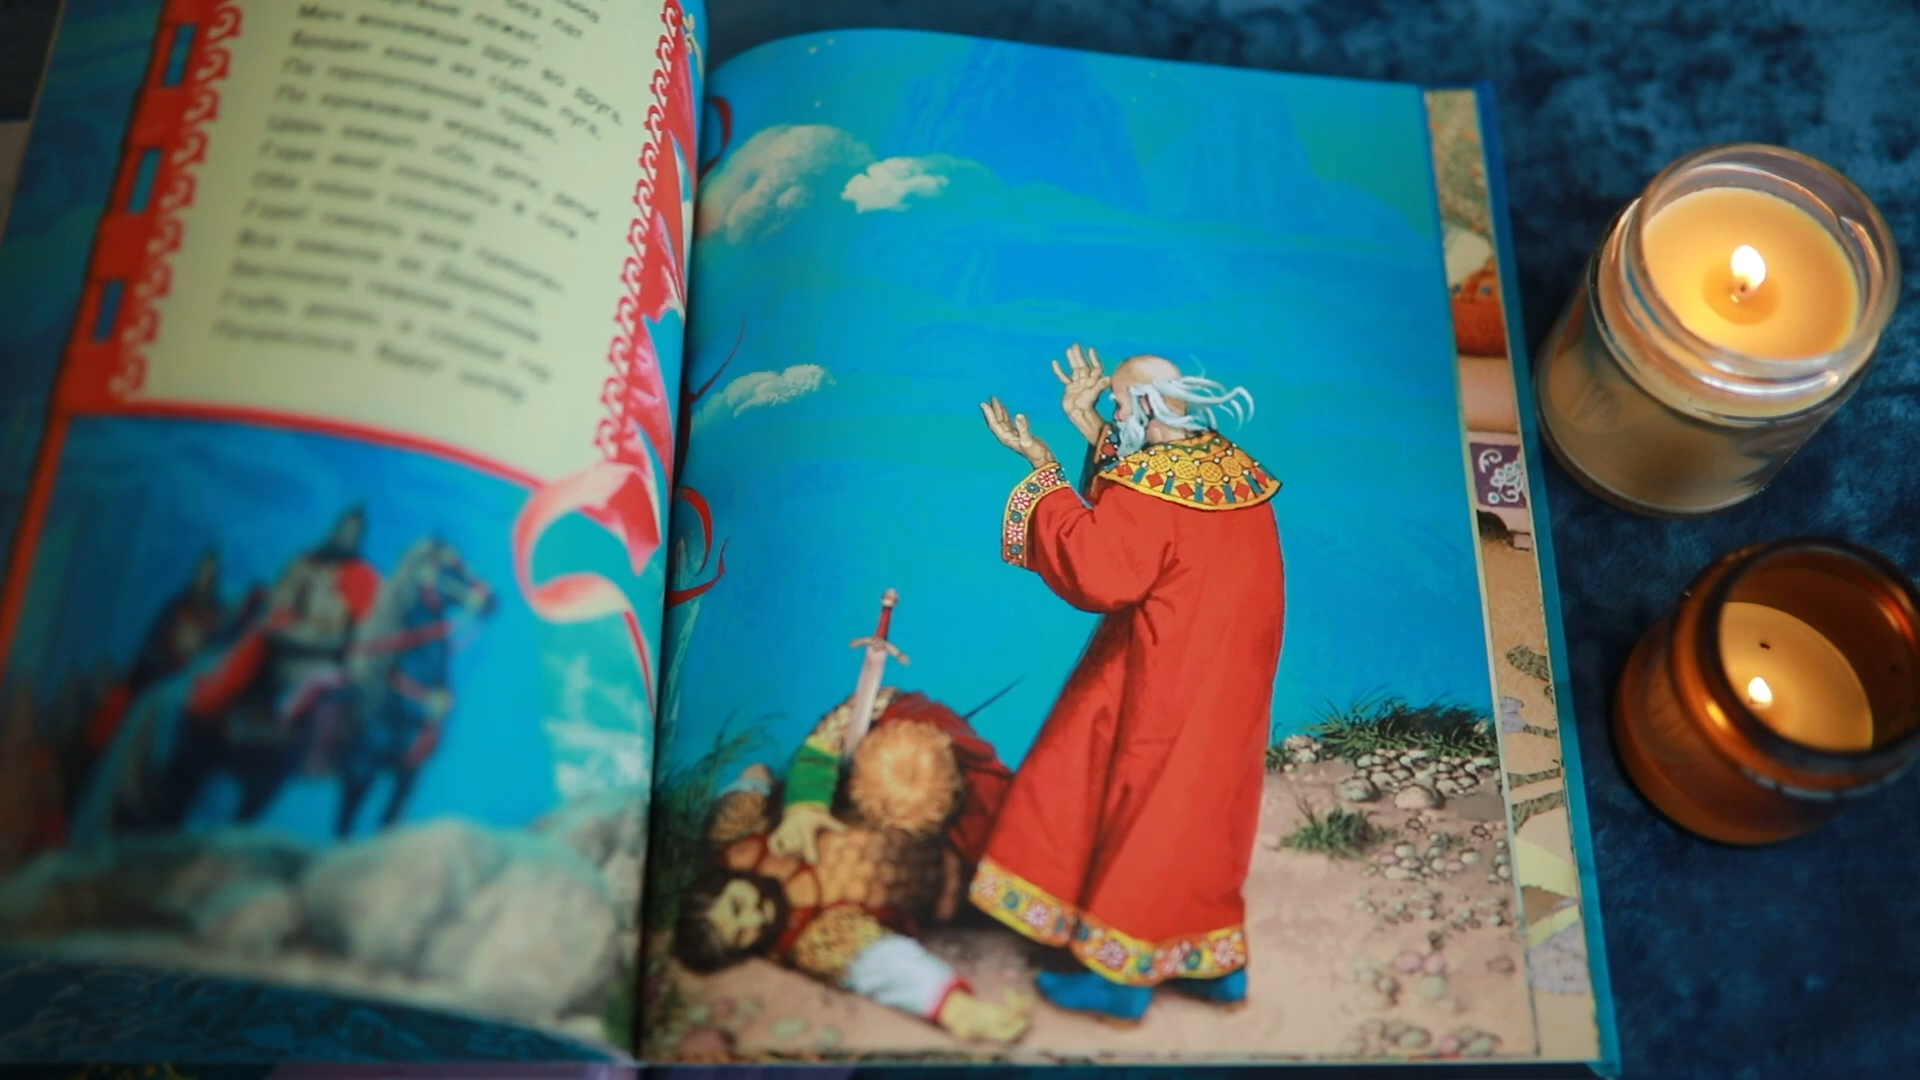 лежат,
Меч вонзивши друг во друга.
Бродят кони их средь луга,
По притоптанной траве,
По кровавой мураве...
Царь завыл: «Ох, дети, дети!
Горе мне! попались в сети
Оба наши сокола!
Горе! смерть моя пришла».
Все завыли за Дадоном,
Застонала тяжким стоном
Глубь долин, и сердце гор
Потряслося. Вдруг шатёр